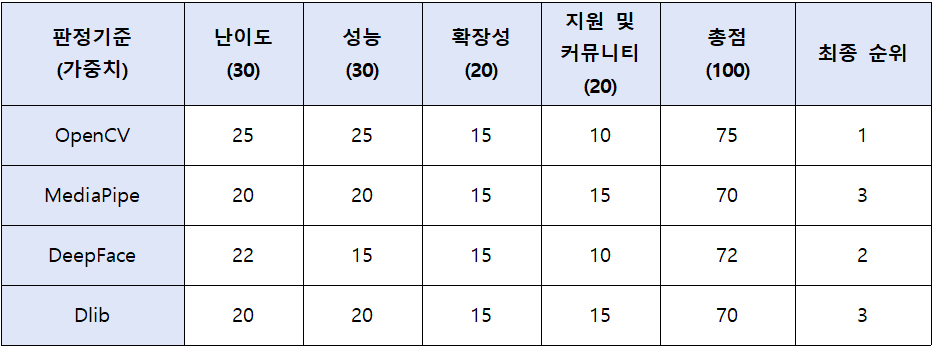 판정기준 (가중치) 난이도 (30) 성능 (30) 확장성 (20) 지원 및 커뮤니티 (20) 총점 (100) 최종 순위
OpenCV 25 25 15 10 75 1
MediaPipe 20 20 15 15 70 3
DeepFace 22 15 15 10 72 2
Dlib 20 20 15 15 70 3